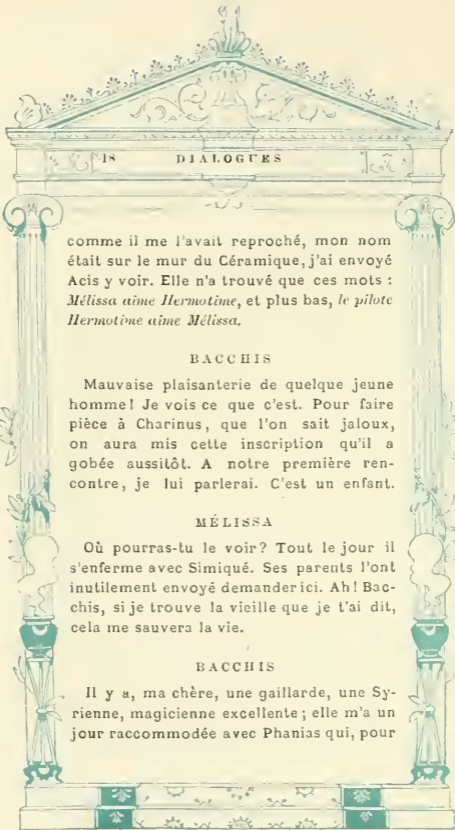 18 DIALOGUES
comme il me l'avait reproché, mon nom
était sur le mur du Céramique, j'ai envoyé
Acis y voir. Elle n'a trouvé que ces mots :
Mélissa aime Hermotime, et plus bas, le pilote
Hermotime aime Mélissa.
BACCHIS
Mauvaise plaisanterie de quelque jeune
homme! Je vois ce que c'est. Pour faire
pièce à Charinus, que l'on sait jaloux,
on aura mis cette inscription qu'il a
gobée aussitôt. A notre première ren-
contre, je lui parlerai. C'est un enfant.
MÉLISSA
Où pourras-tu le voir? Tout le jour il
s'enferme avec Simiqué. Ses parents l'ont
inutilement envoyé demander ici. Ah! Bac-
chis, si je trouve la vieille que je t'ai dit,
cela me sauvera la vie.
BACCHIS
Il y a, ma chère, une gaillarde, une Sy-
rienne, magicienne excellente ; elle m'a un
jour raccommodée avec Phanias qui, pour